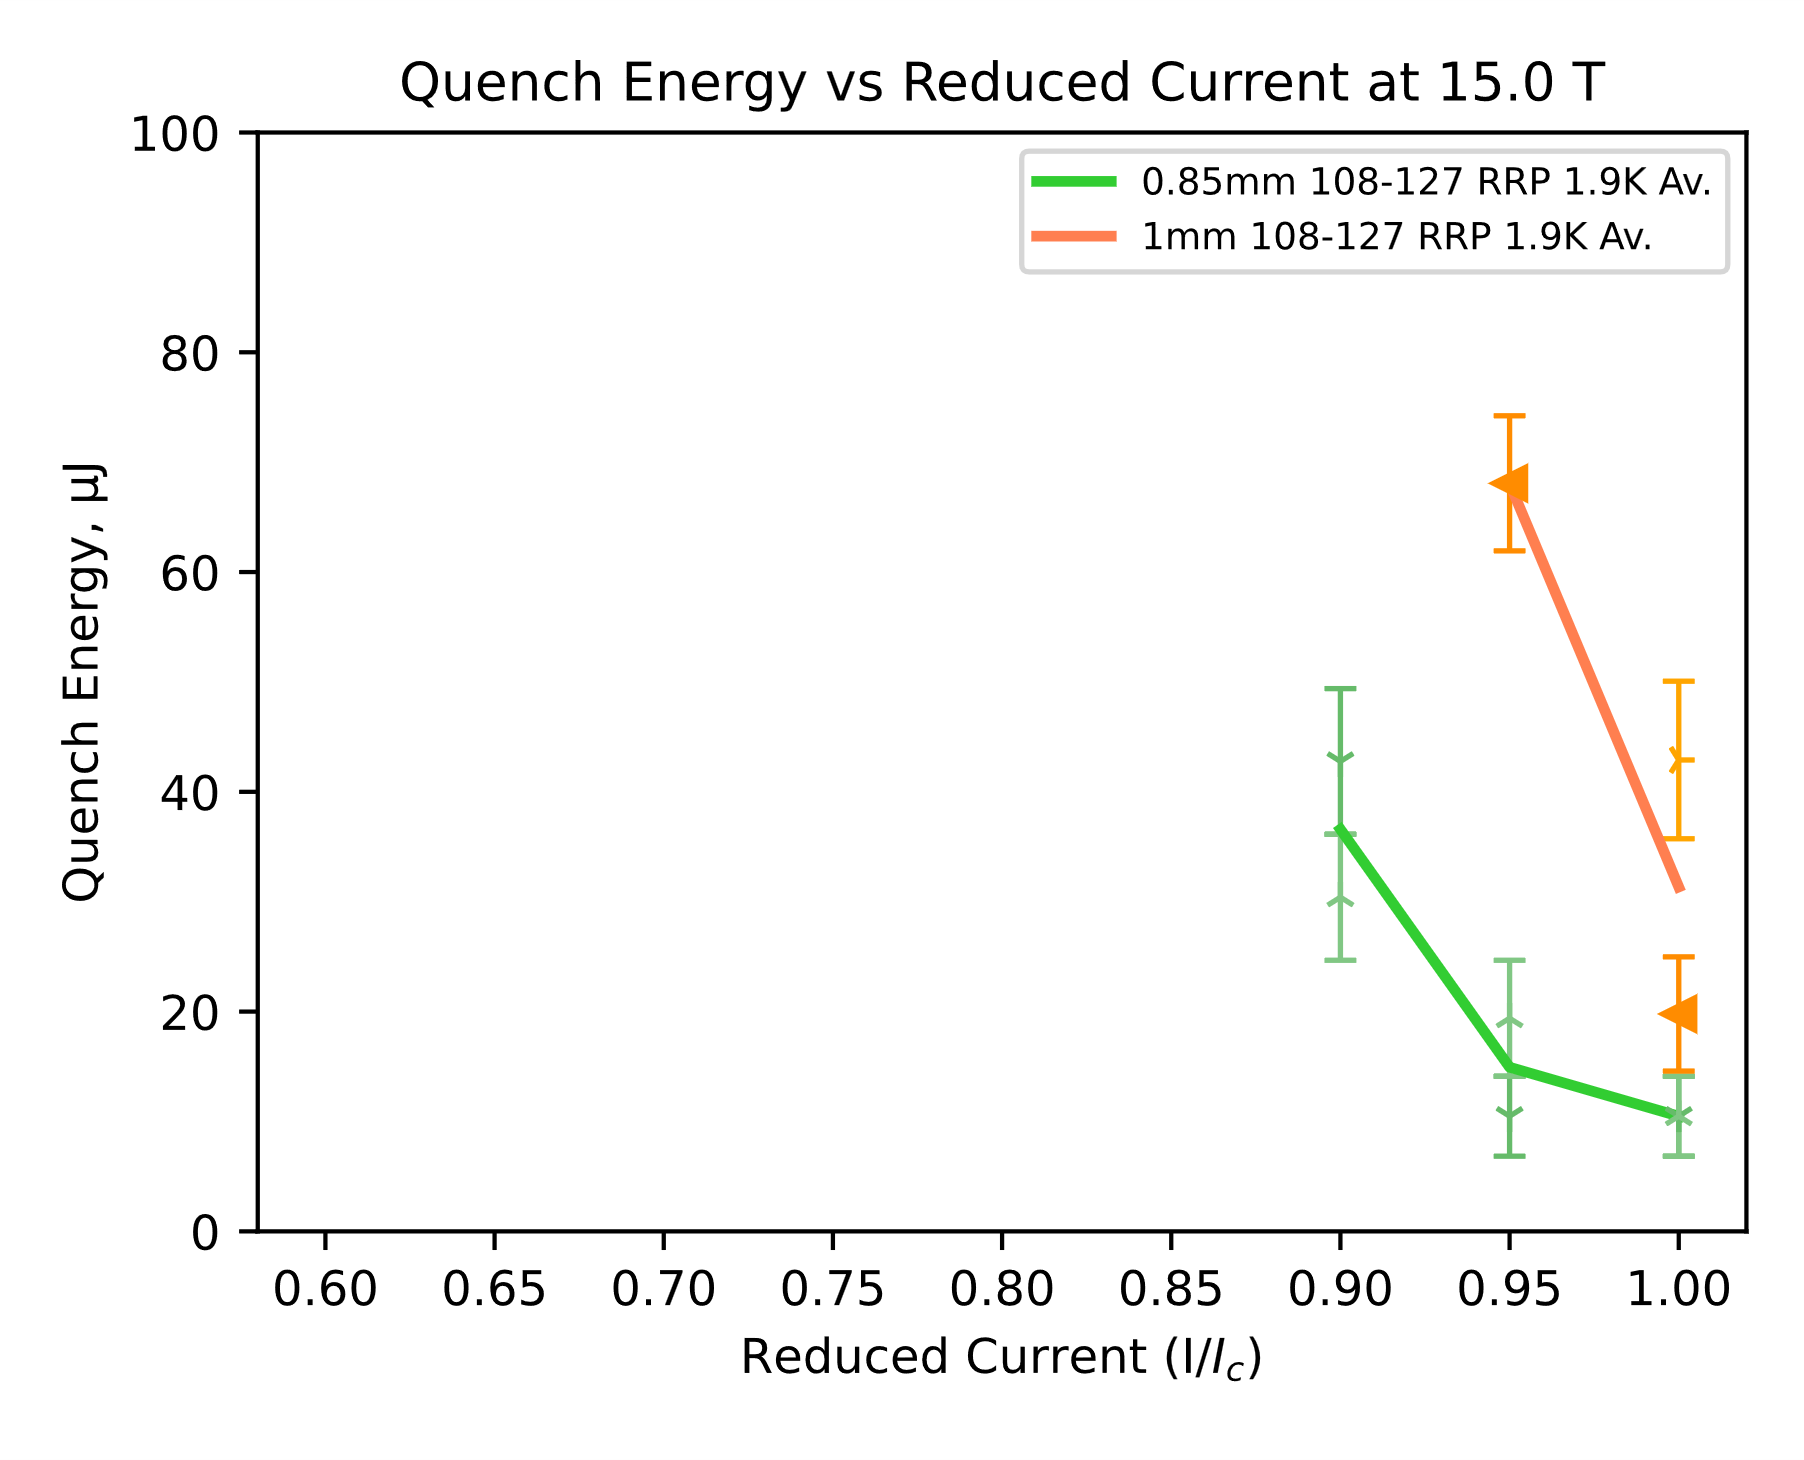 Quench Energy vs Reduced Current at 15.0 T
100
80
60
40
20
0
Quench Energy, µJ
0.85mm 108-127 RRP 1.9K Av.
1mm 108-127 RRP 1.9K Av.
0.60 0.65 0.70 0.75 0.80 0.85 0.90 0.95 1.00
Reduced Current (I/I_c)